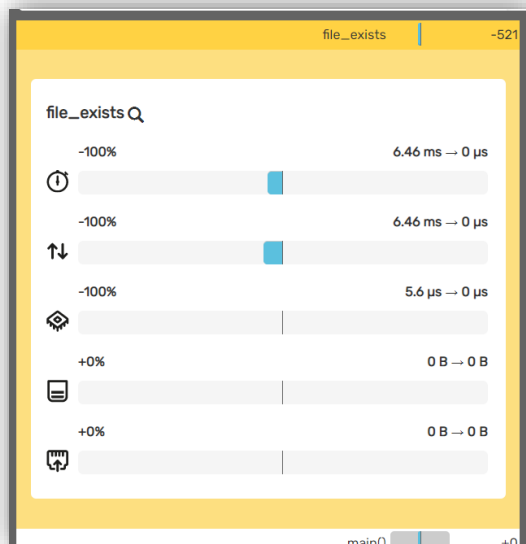 file_exists -521
file_exists
-100% 6.46 ms → 0 µs
-100% 6.46 ms → 0 µs
-100% 5.6 µs → 0 µs
+0% 0 B → 0 B
+0% 0 B → 0 B
main() +0